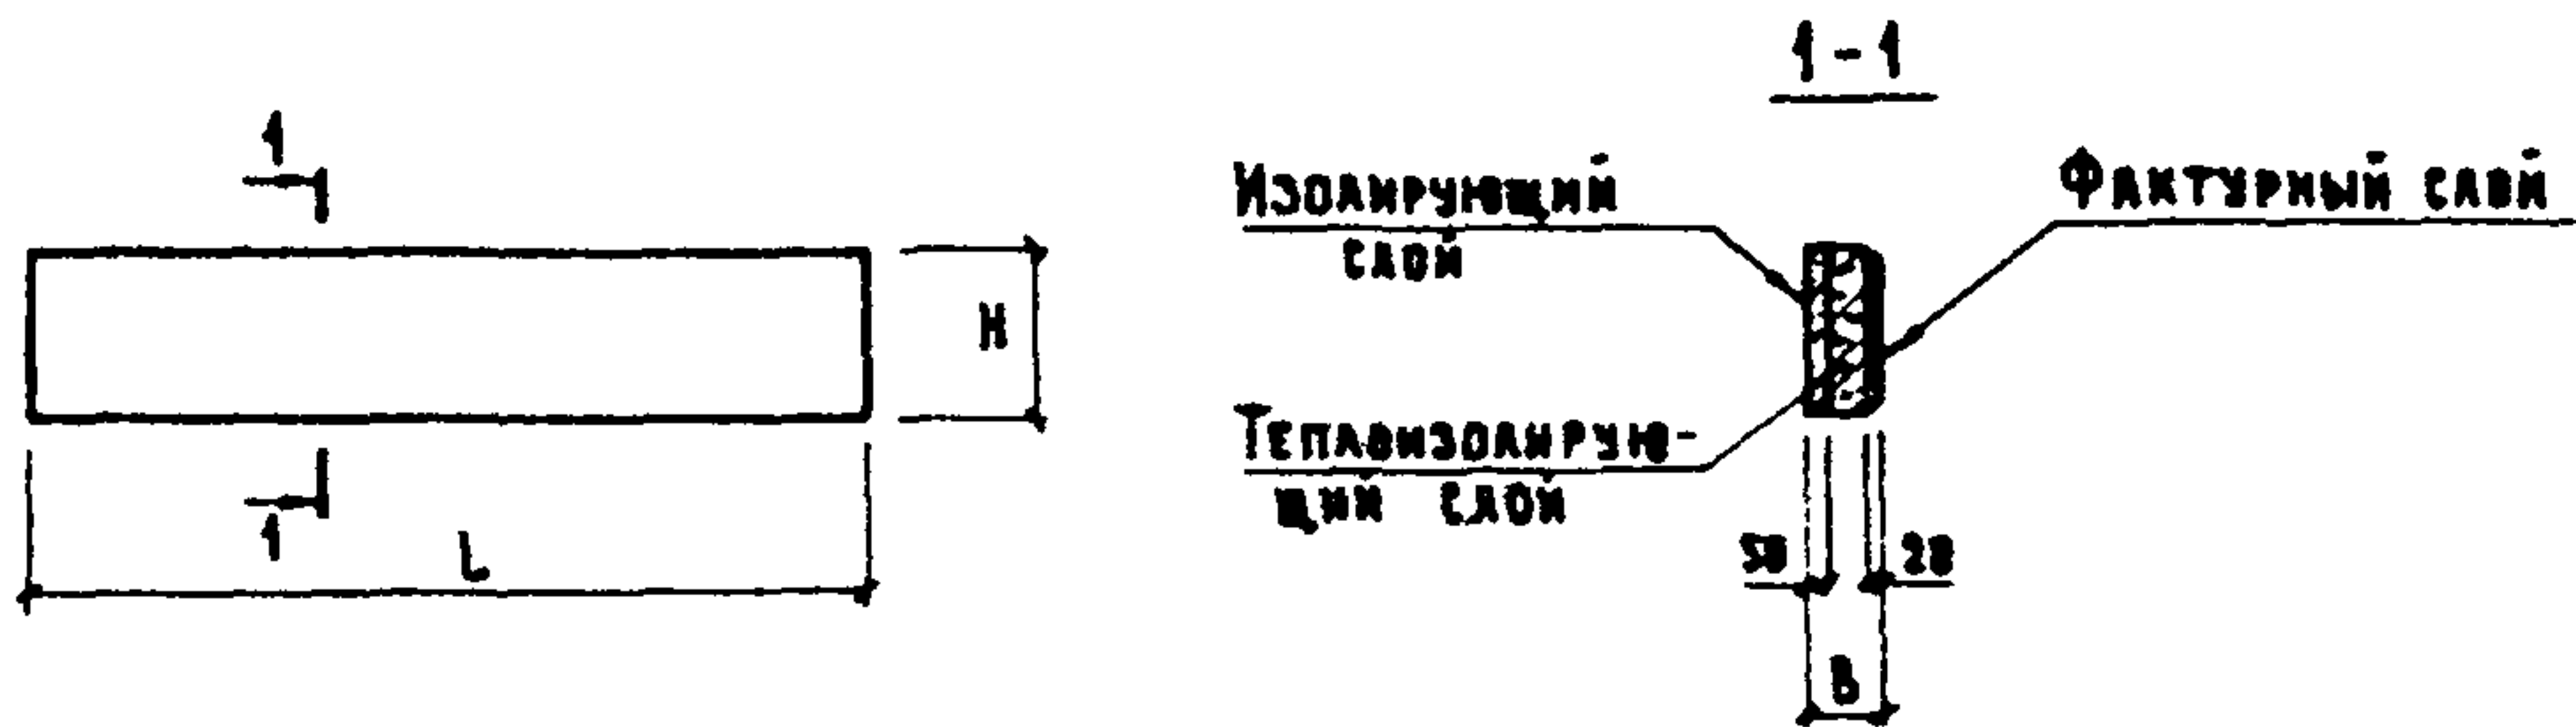 1-1
1
Изолирующий
слой
Фактурный слой
H
Теплоизолирую-
щий слой
1
L
50
20
B